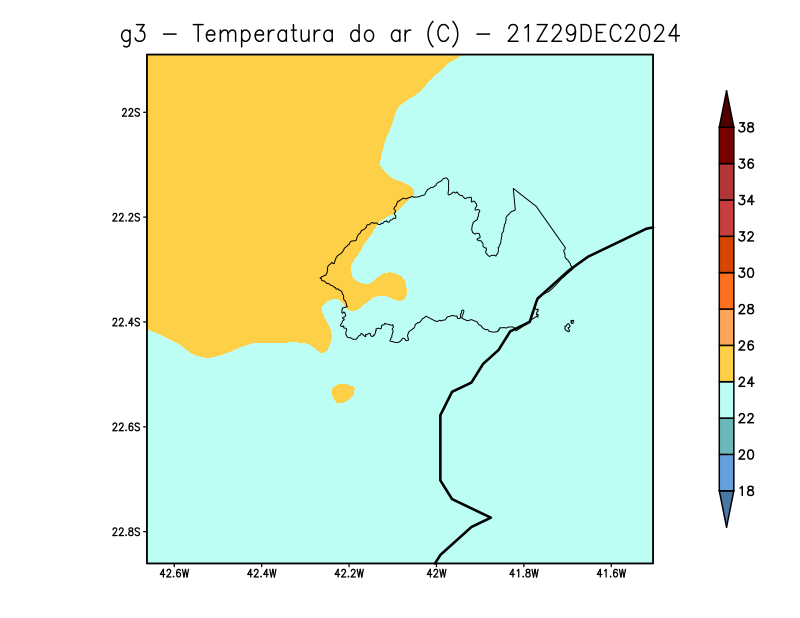 g3 - Temperatura do ar (C) - 21Z29DEC2024
22S
22.2S
22.4S
22.6S
22.8S
42.6W
42.4W
42.2W
42W
41.8W
41.6W
38
36
34
32
30
28
26
24
22
20
18